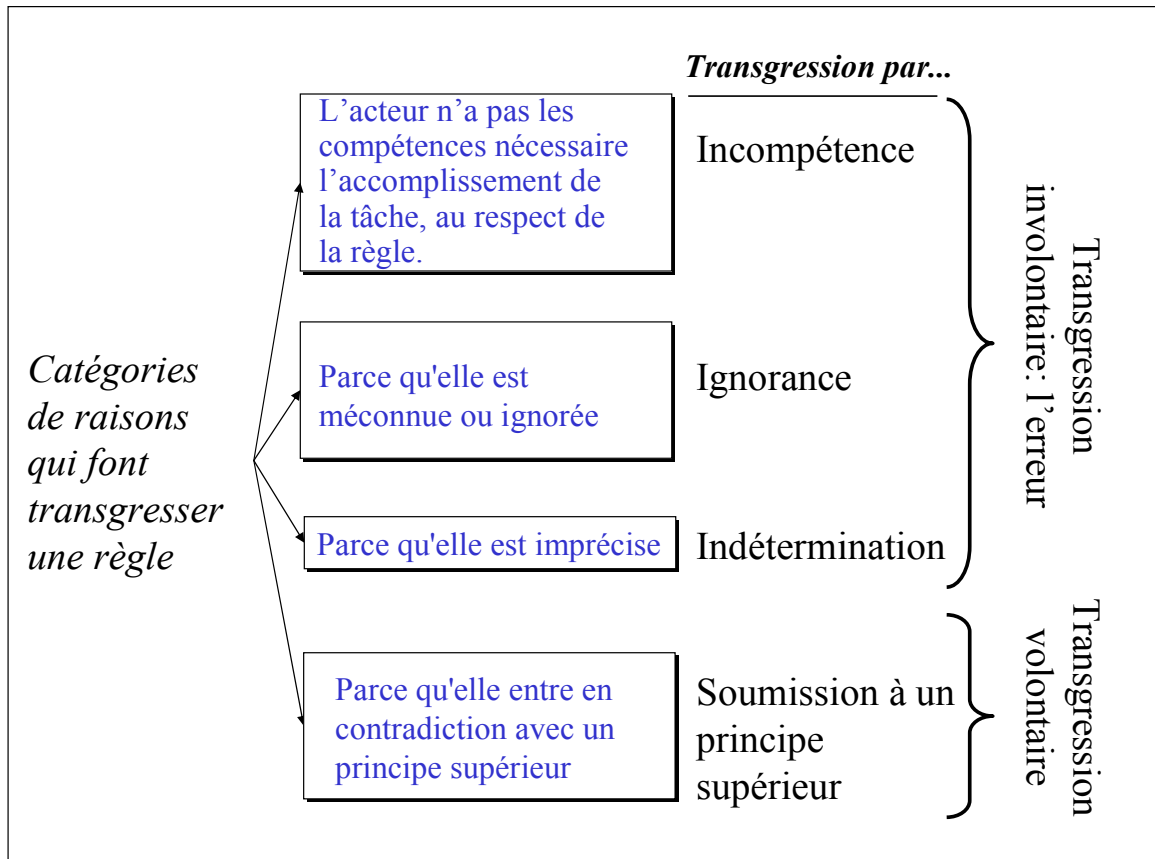 Transgression par...
L’acteur n’a pas les
compétences nécessaire
l’accomplissement de
la tâche, au respect de
la règle.
Incompétence
Parce qu'elle est
méconnue ou ignorée
Ignorance
Parce qu'elle est imprécise
Indétermination
Parce qu'elle entre en
contradiction avec un
principe supérieur
Soumission à un
principe
supérieur
Catégories
de raisons
qui font
transgresser
une règle
Transgression
involontaire: l’erreur
Transgression
volontaire